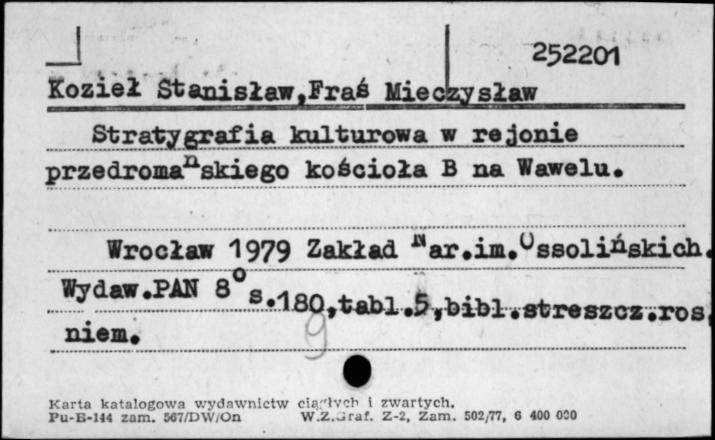 252201
Kozieł Stanisław,Fraś Mieczysław
Stratygrafia kulturowa w rejonie
przedromanskiego kościoła B na Wawelu.
Wrocław 1979 Zakład Nar.im.Ossolińskich.
Wydaw.PAN 8° s.180,tabl.5,bibl.streszcz.ros,
niem.
9
Karta katalogowa wydawnictw ciągłych i zwartych.
Pu-B-144 zam. 567/DW/On W.Z.Graf. Z-2, Zam. 502/77, 6 400 000